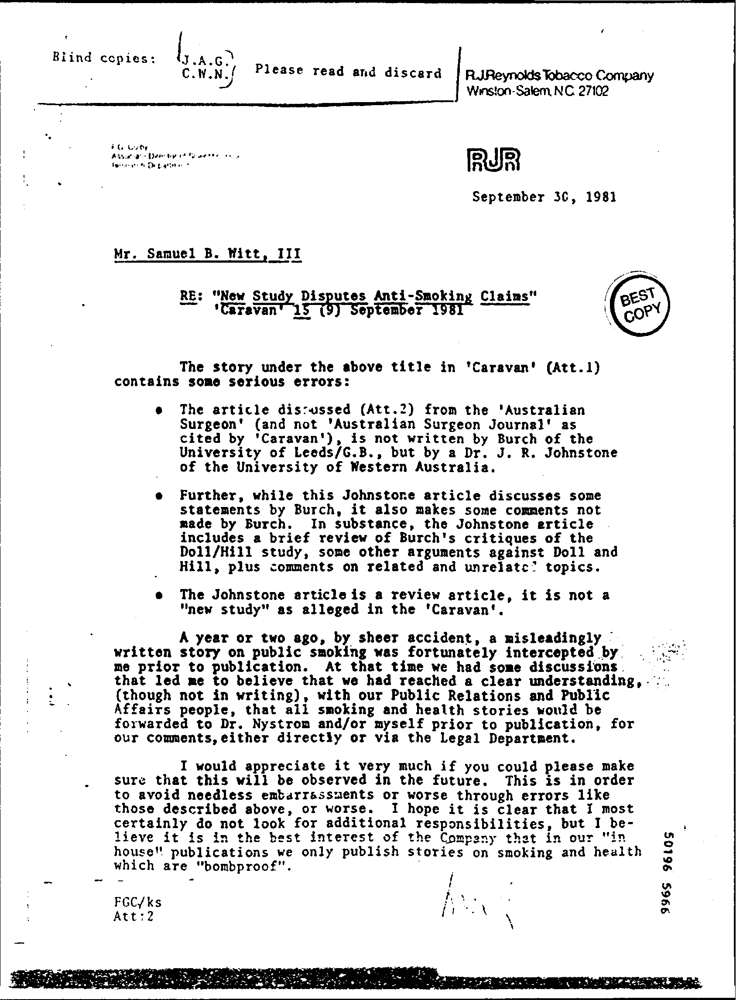 Blind copies: J.A.G.
C.W.N.
Please read and discard
R.J.Reynolds Tobacco Company
Winston-Salem, N.C. 27102
RJR
September 30, 1981
Mr. Samuel B. Witt, III
RE: "New Study Disputes Anti-Smoking Claims"
'Caravan' 15 (9) September 1981
BEST
COPY
The story under the above title in 'Caravan' (Att.1)
contains some serious errors:
• The article discussed (Att.2) from the 'Australian
Surgeon' (and not 'Australian Surgeon Journal' as
cited by 'Caravan'), is not written by Burch of the
University of Leeds/G.B., but by a Dr. J. R. Johnstone
of the University of Western Australia.
• Further, while this Johnstone article discusses some
statements by Burch, it also makes some comments not
made by Burch. In substance, the Johnstone article
includes a brief review of Burch's critiques of the
Doll/Hill study, some other arguments against Doll and
Hill, plus comments on related and unrelated topics.
• The Johnstone article is a review article, it is not a
"new study" as alleged in the 'Caravan'.
A year or two ago, by sheer accident, a misleadingly
written story on public smoking was fortunately intercepted by
me prior to publication. At that time we had some discussions
that led me to believe that we had reached a clear understanding,
(though not in writing), with our Public Relations and Public
Affairs people, that all smoking and health stories would be
forwarded to Dr. Nystrom and/or myself prior to publication, for
our comments, either directly or via the Legal Department.
I would appreciate it very much if you could please make
sure that this will be observed in the future. This is in order
to avoid needless embarrassments or worse through errors like
those described above, or worse. I hope it is clear that I most
certainly do not look for additional responsibilities, but I be-
lieve it is in the best interest of the Company that in our "in
house" publications we only publish stories on smoking and health
which are "bombproof".
FGC/ks
Att:2
50196 5966